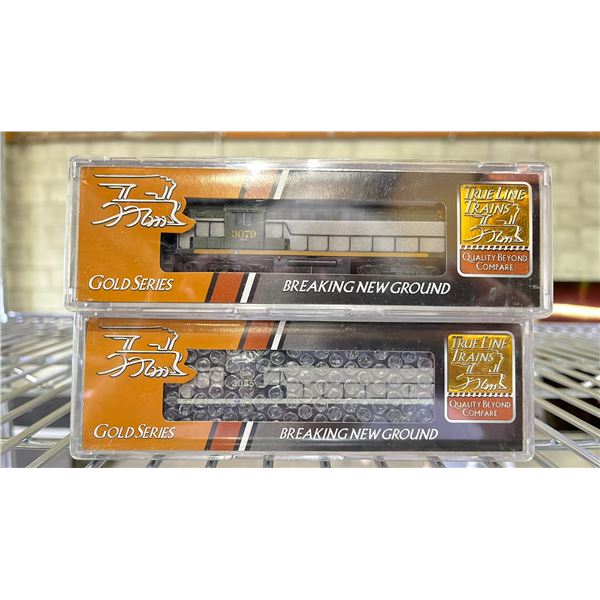 TRUE LINE
TRAINS
3079
QUALITY BEYOND
COMPARE
GOLD SERIES
BREAKING NEW GROUND
TRUE LINE
TRAINS
QUALITY BEYOND
COMPARE
GOLD SERIES
BREAKING NEW GROUND